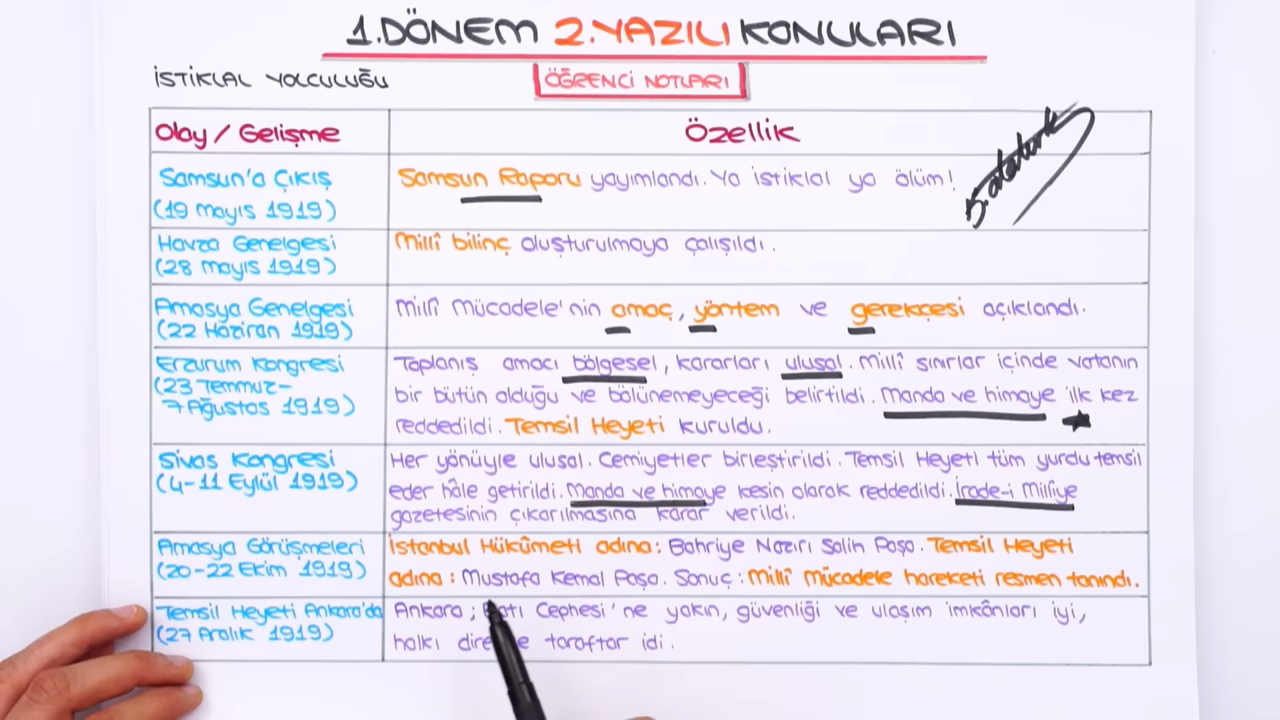 1.DÖNEM 2.YAZILI KONULARI
İSTİKLAL YOLCULUĞU
ÖĞRENCİ NOTLARI
Olay / Gelişme
Özellik
Samsun'a Çıkış
(19 Mayıs 1919)
Samsun Raporu yayımlandı. Ya istiklal ya ölüm!
Havza Genelgesi
(28 Mayıs 1919)
Millî bilinç oluşturulmaya çalışıldı.
Amasya Genelgesi
(22 Haziran 1919)
Millî Mücadele'nin amaç, yöntem ve gerekçesi açıklandı.
Erzurum Kongresi
(23 Temmuz-
7 Ağustos 1919)
Toplanış amacı bölgesel, kararları ulusal. Millî sınırlar içinde vatanın
bir bütün olduğu ve bölünemeyeceği belirtildi. Manda ve himaye ilk kez
reddedildi. Temsil Heyeti kuruldu.
Sivas Kongresi
(4-11 Eylül 1919)
Her yönüyle ulusal. Cemiyetler birleştirildi. Temsil Heyeti tüm yurdu temsil
eder hâle getirildi. Manda ve himaye kesin olarak reddedildi. İrade-i Milliye
gazetesinin çıkarılmasına karar verildi.
Amasya Görüşmeleri
(20-22 Ekim 1919)
İstanbul Hükûmeti adına: Bahriye Nazırı Salih Paşa. Temsil Heyeti
adına: Mustafa Kemal Paşa. Sonuç: Millî Mücadele hareketi resmen tanındı.
Temsil Heyeti Ankara'da
(27 Aralık 1919)
Ankara; Cephesi'ne yakın, güvenliği ve ulaşım imkânları iyi,
halkı taraftar idi.